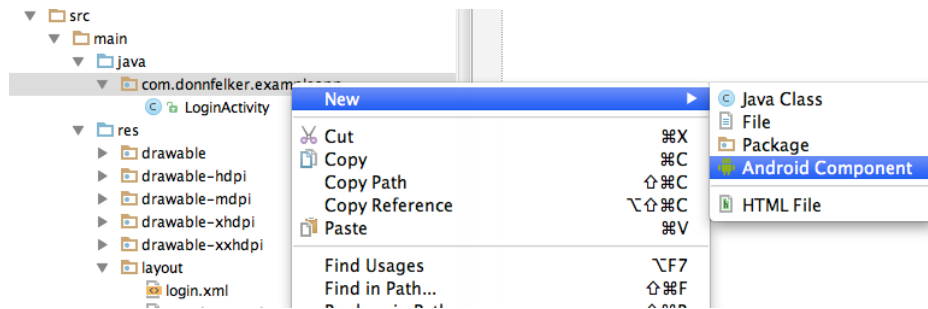 src
main
java
com.donnfelker.exam
LoginActivity
res
drawable
drawable-hdpi
drawable-mdpi
drawable-xhdpi
drawable-xxhdpi
layout
login.xml
New
Cut ⌘X
Copy ⌘C
Copy Path ⇧⌘C
Copy Reference ⌥⇧⌘C
Paste ⌘V
Find Usages ⌥F7
Find in Path... ⇧⌘F
Java Class
File
Package
Android Component
HTML File